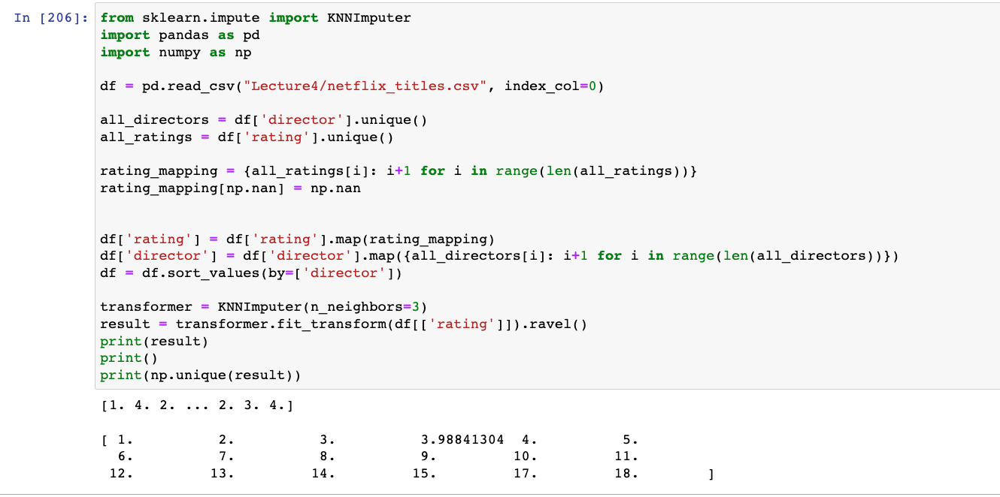 In [206]: from sklearn.impute import KNNImputer
import pandas as pd
import numpy as np
df = pd.read_csv("Lecture4/netflix_titles.csv", index_col=0)
all_directors = df['director'].unique()
all_ratings = df['rating'].unique()
rating_mapping = {all_ratings[i]: i+1 for i in range(len(all_ratings))}
rating_mapping[np.nan] = np.nan
df['rating'] = df['rating'].map(rating_mapping)
df['director'] = df['director'].map({all_directors[i]: i+1 for i in range(len(all_directors))})
df = df.sort_values(by=['director'])
transformer = KNNImputer(n_neighbors=3)
result = transformer.fit_transform(df[['rating']]).ravel()
print(result)
print()
print(np.unique(result))
[1. 4. 2. ... 2. 3. 4.]
[ 1. 2. 3. 3.98841304 4. 5.
6. 7. 8. 9. 10. 11.
12. 13. 14. 15. 17. 18. ]